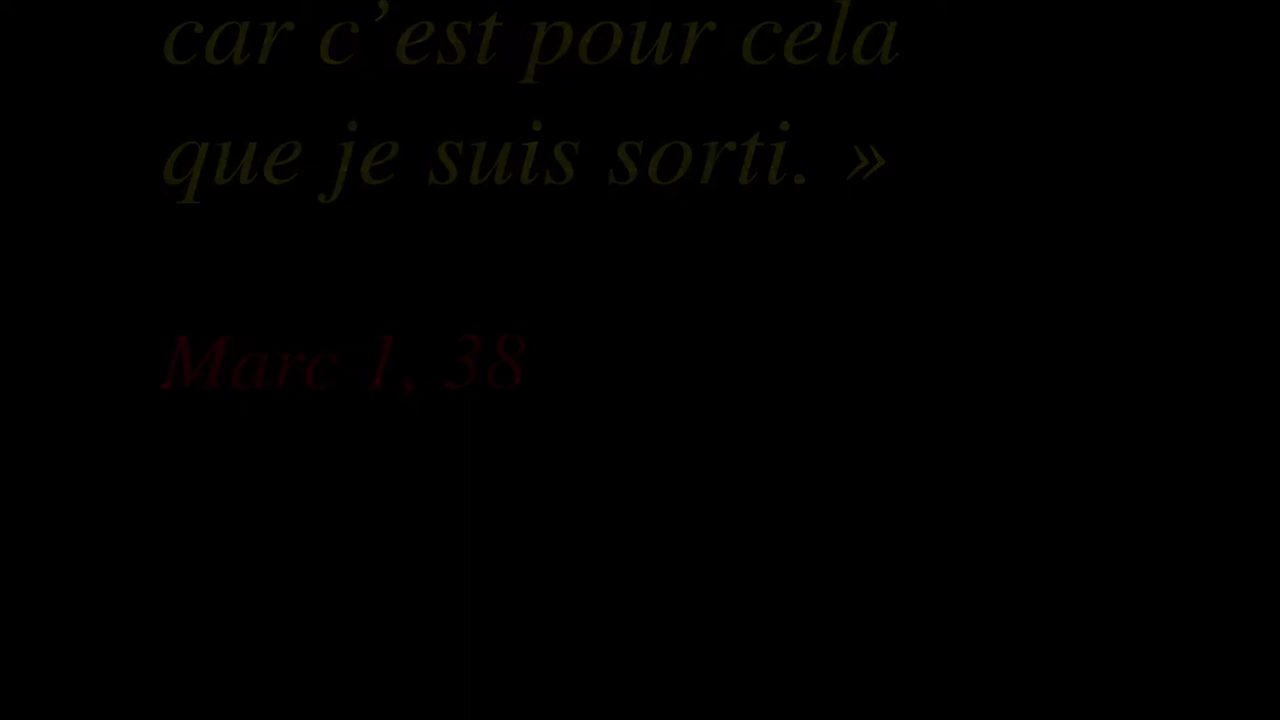 car c’est pour cela
que je suis sorti. »
Marc 1, 38